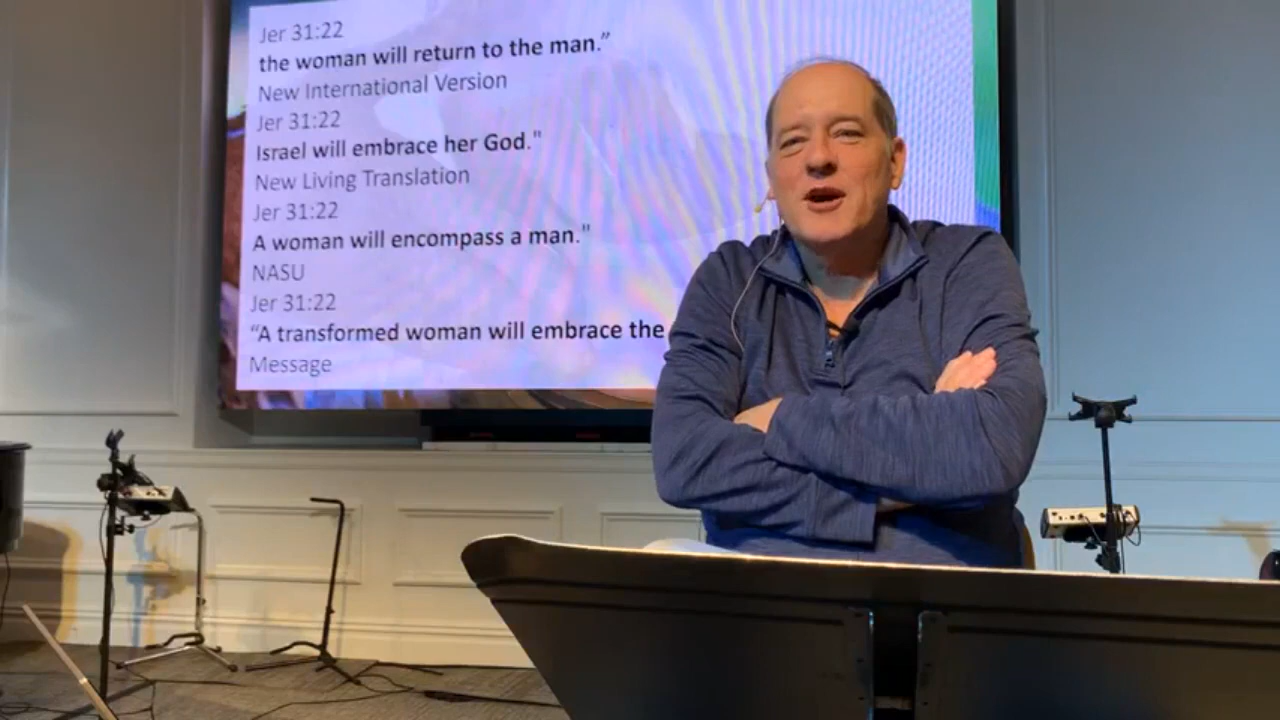 Jer 31:22
the woman will return to the man.”
New International Version
Jer 31:22
Israel will embrace her God."
New Living Translation
Jer 31:22
A woman will encompass a man."
NASU
Jer 31:22
“A transformed woman will embrace the
Message